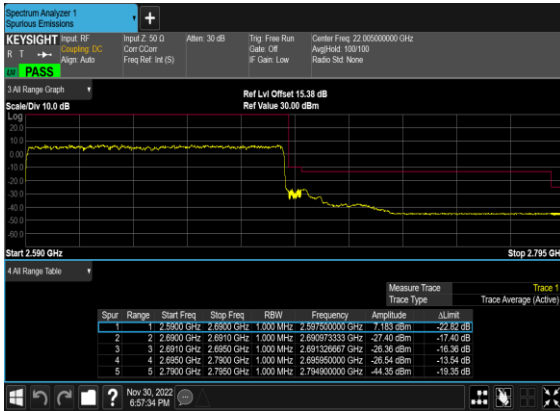 Spectrum Analyzer 1
Spurious Emissions
+
KEYSIGHT
R T
LXI PASS
Input: RF
Coupling: DC
Align: Auto
Input Z: 50 Ω
Corr CCorr
Freq Ref: Int (S)
Atten: 30 dB
Trig: Free Run
Gate: Off
IF Gain: Low
Center Freq: 22.005000000 GHz
Avg|Hold: 100/100
Radio Std: None
3 All Range Graph
Scale/Div 10.0 dB
Ref Lvl Offset 15.38 dB
Ref Value 30.00 dBm
Log
20.0
10.0
0.00
-10.0
-20.0
-30.0
-40.0
-50.0
-60.0
Start 2.590 GHz
Stop 2.795 GH
4 All Range Table
Measure Trace Trace 1
Trace Type Trace Average (Active)
Spur Range Start Freq Stop Freq RBW Frequency Amplitude ΔLimit
1 1 2.5900 GHz 2.6900 GHz 1.000 MHz 2.597500000 GHz 7.183 dBm -22.82 dB
2 2 2.6900 GHz 2.6910 GHz 1.000 MHz 2.690973333 GHz -27.40 dBm -17.40 dB
3 3 2.6910 GHz 2.6950 GHz 1.000 MHz 2.691326667 GHz -26.36 dBm -16.36 dB
4 4 2.6950 GHz 2.7900 GHz 1.000 MHz 2.695950000 GHz -26.54 dBm -13.54 dB
5 5 2.7900 GHz 2.7950 GHz 1.000 MHz 2.794900000 GHz -44.35 dBm -19.35 dB
?
Nov 30, 2022
6:57:34 PM